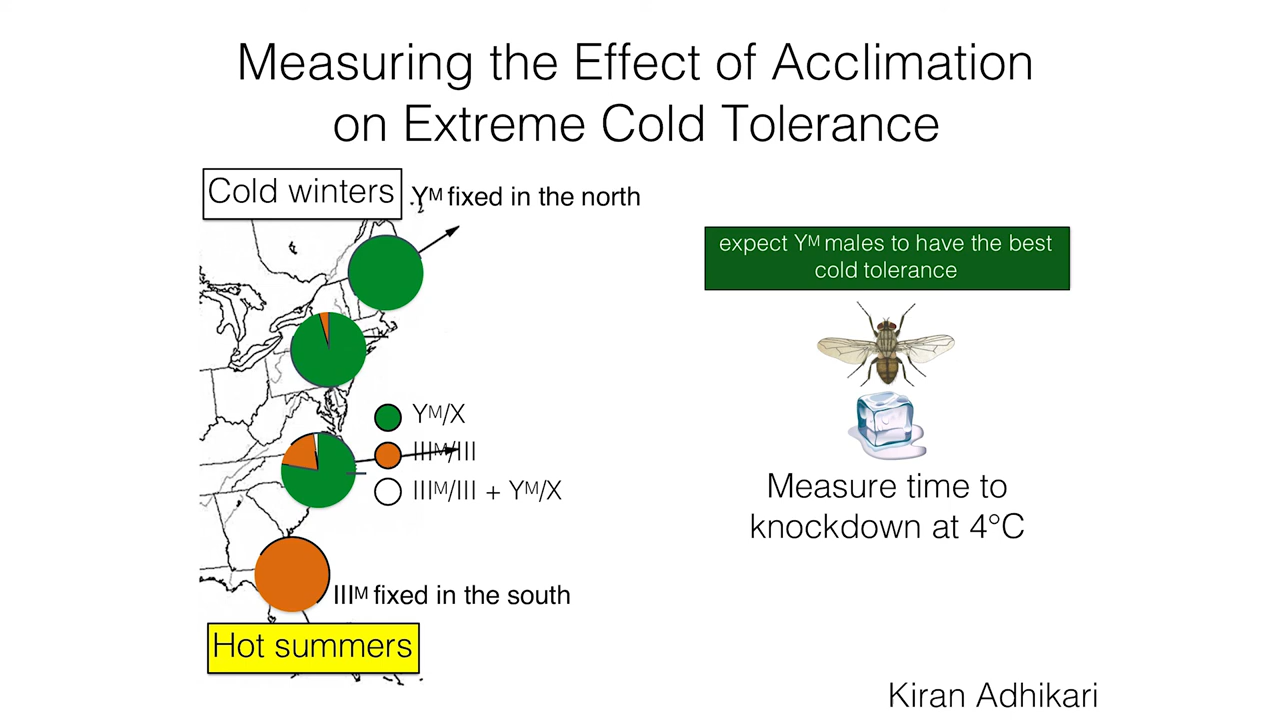 Measuring the Effect of Acclimation
on Extreme Cold Tolerance
Cold winters
Yᴹ fixed in the north
expect Yᴹ males to have the best
cold tolerance
Yᴹ/X
IIIᴹ/III
IIIᴹ/III + Yᴹ/X
Measure time to
knockdown at 4°C
IIIᴹ fixed in the south
Hot summers
Kiran Adhikari